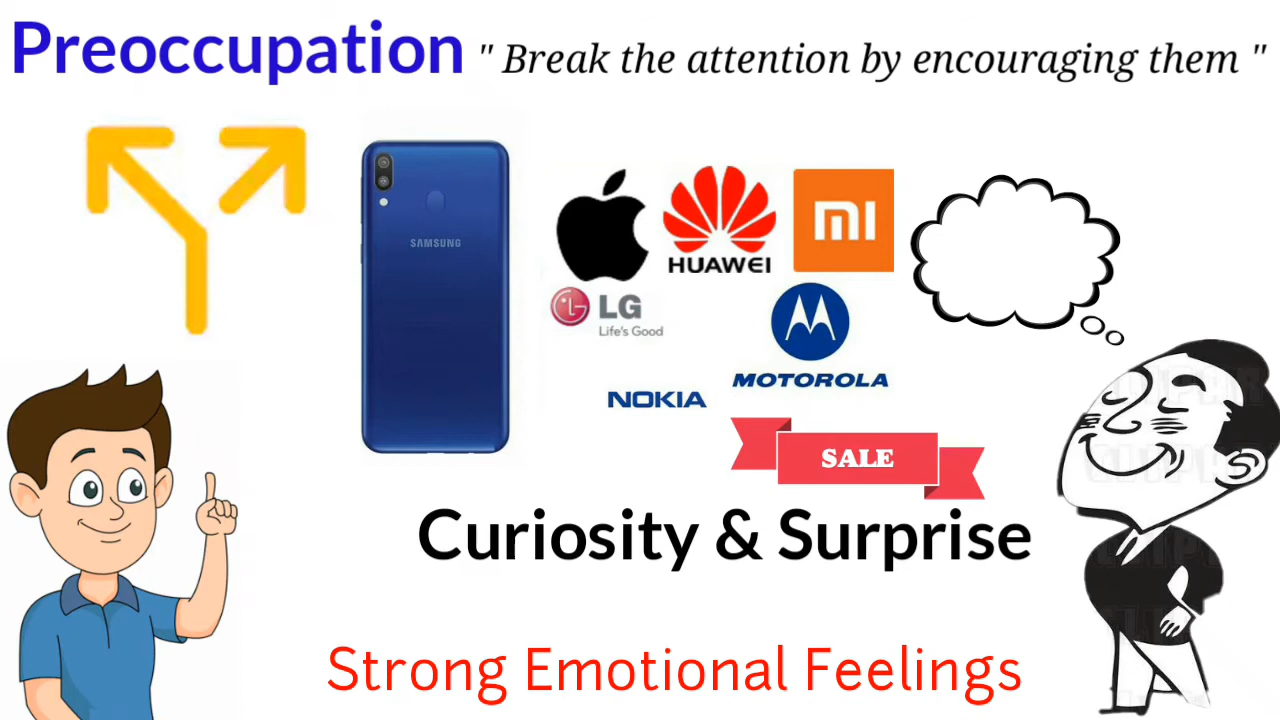 Preoccupation " Break the attention by encouraging them "
SAMSUNG
HUAWEI
mi
LG
Life's Good
MOTOROLA
NOKIA
SALE
Curiosity & Surprise
Strong Emotional Feelings